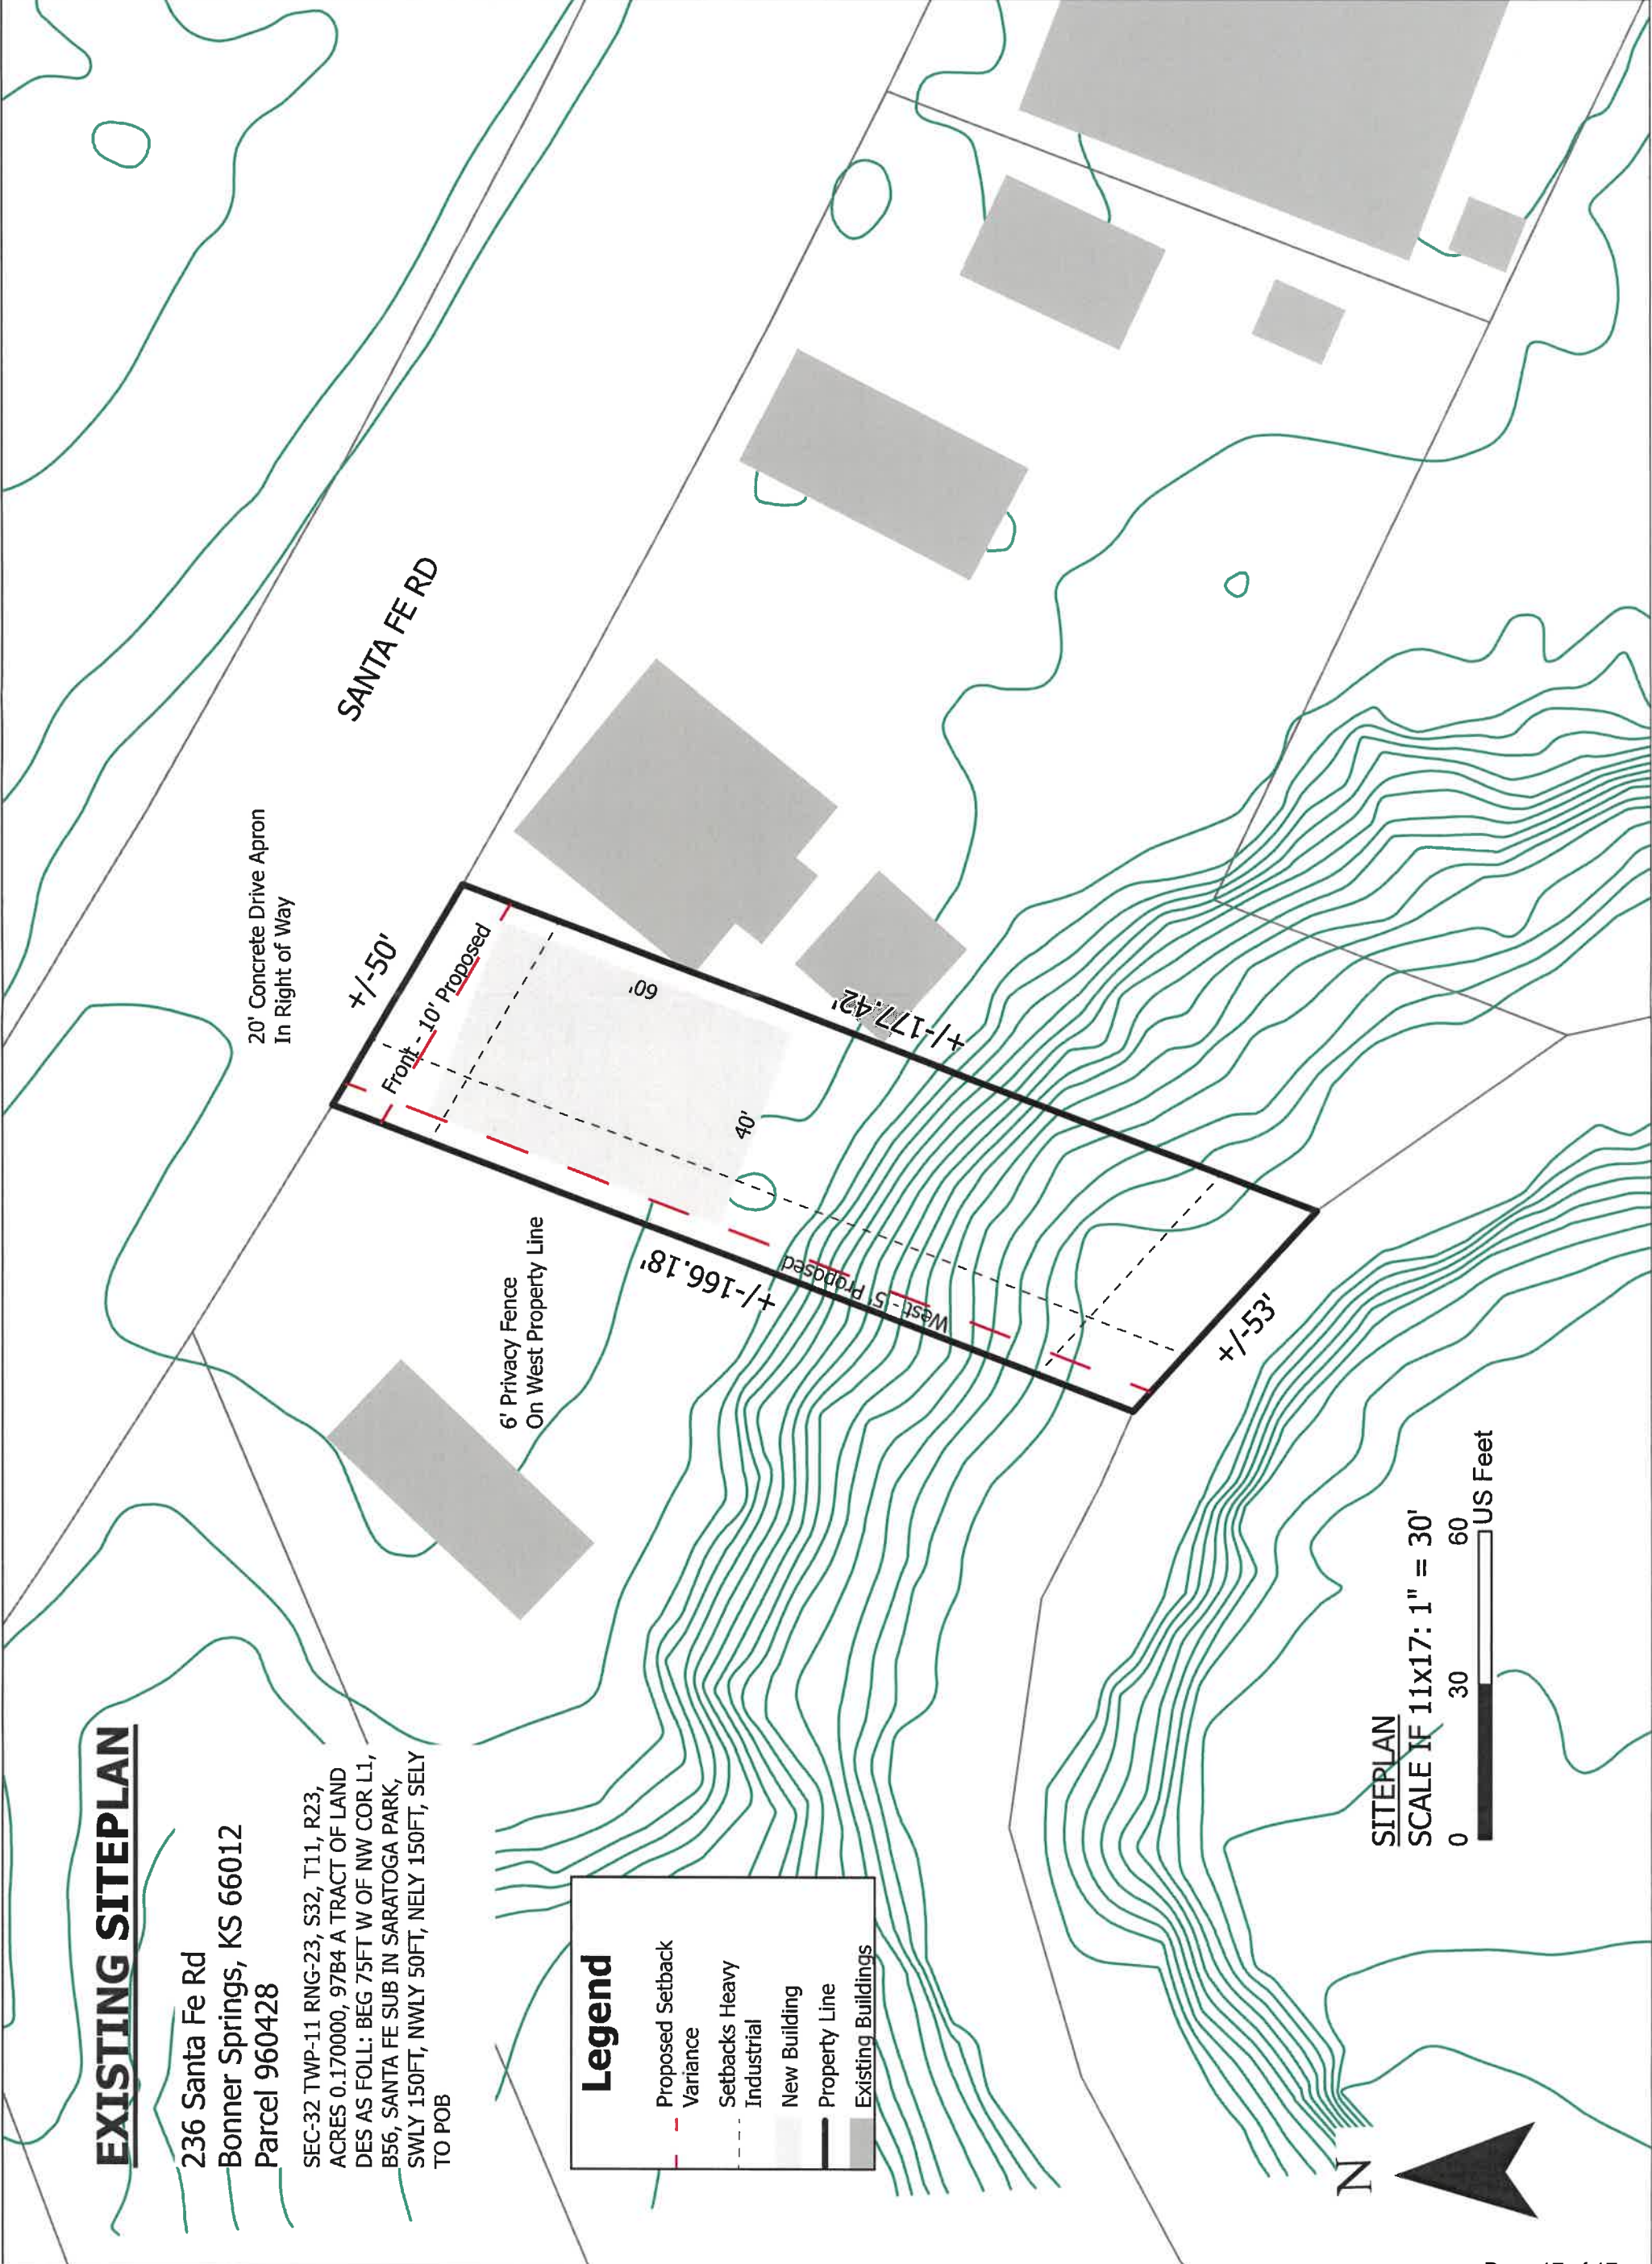 EXISTING SITEPLAN
236 Santa Fe Rd
Bonner Springs, KS 66012
Parcel 960428
SEC-32 TWP-11 RNG-23, S32, T11, R23,
ACRES 0.170000, 97B4 A TRACT OF LAND
DES AS FOLL: BEG 75FT W OF NW COR L1,
B56, SANTA FE SUB IN SARATOGA PARK,
SWLY 150FT, NWLY 50FT, NELY 150FT, SELY
TO POB
Legend
Proposed Setback
Variance
Setbacks Heavy
Industrial
New Building
Property Line
Existing Buildings
20' Concrete Drive Apron
In Right of Way
SANTA FE RD
+/-50'
Front - 10' Proposed
60'
40'
6' Privacy Fence
On West Property Line
+/-166.18'
West - 5' Proposed
+/-177.42'
+/-53'
SITEPLAN
SCALE IF 11x17: 1" = 30'
0 30 60
US Feet
N